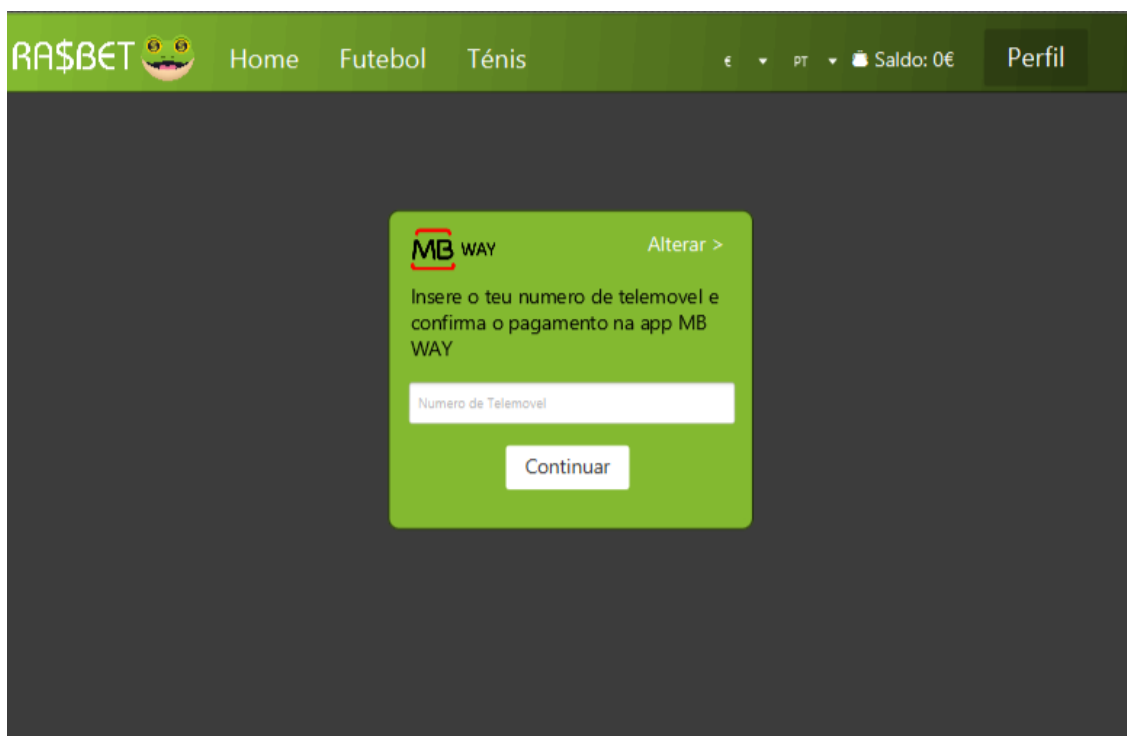 RA$B€T Home Futebol Ténis € PT Saldo: 0€ Perfil
MB WAY Alterar >
Insere o teu numero de telemovel e
confirma o pagamento na app MB
WAY
Numero de Telemovel
Continuar